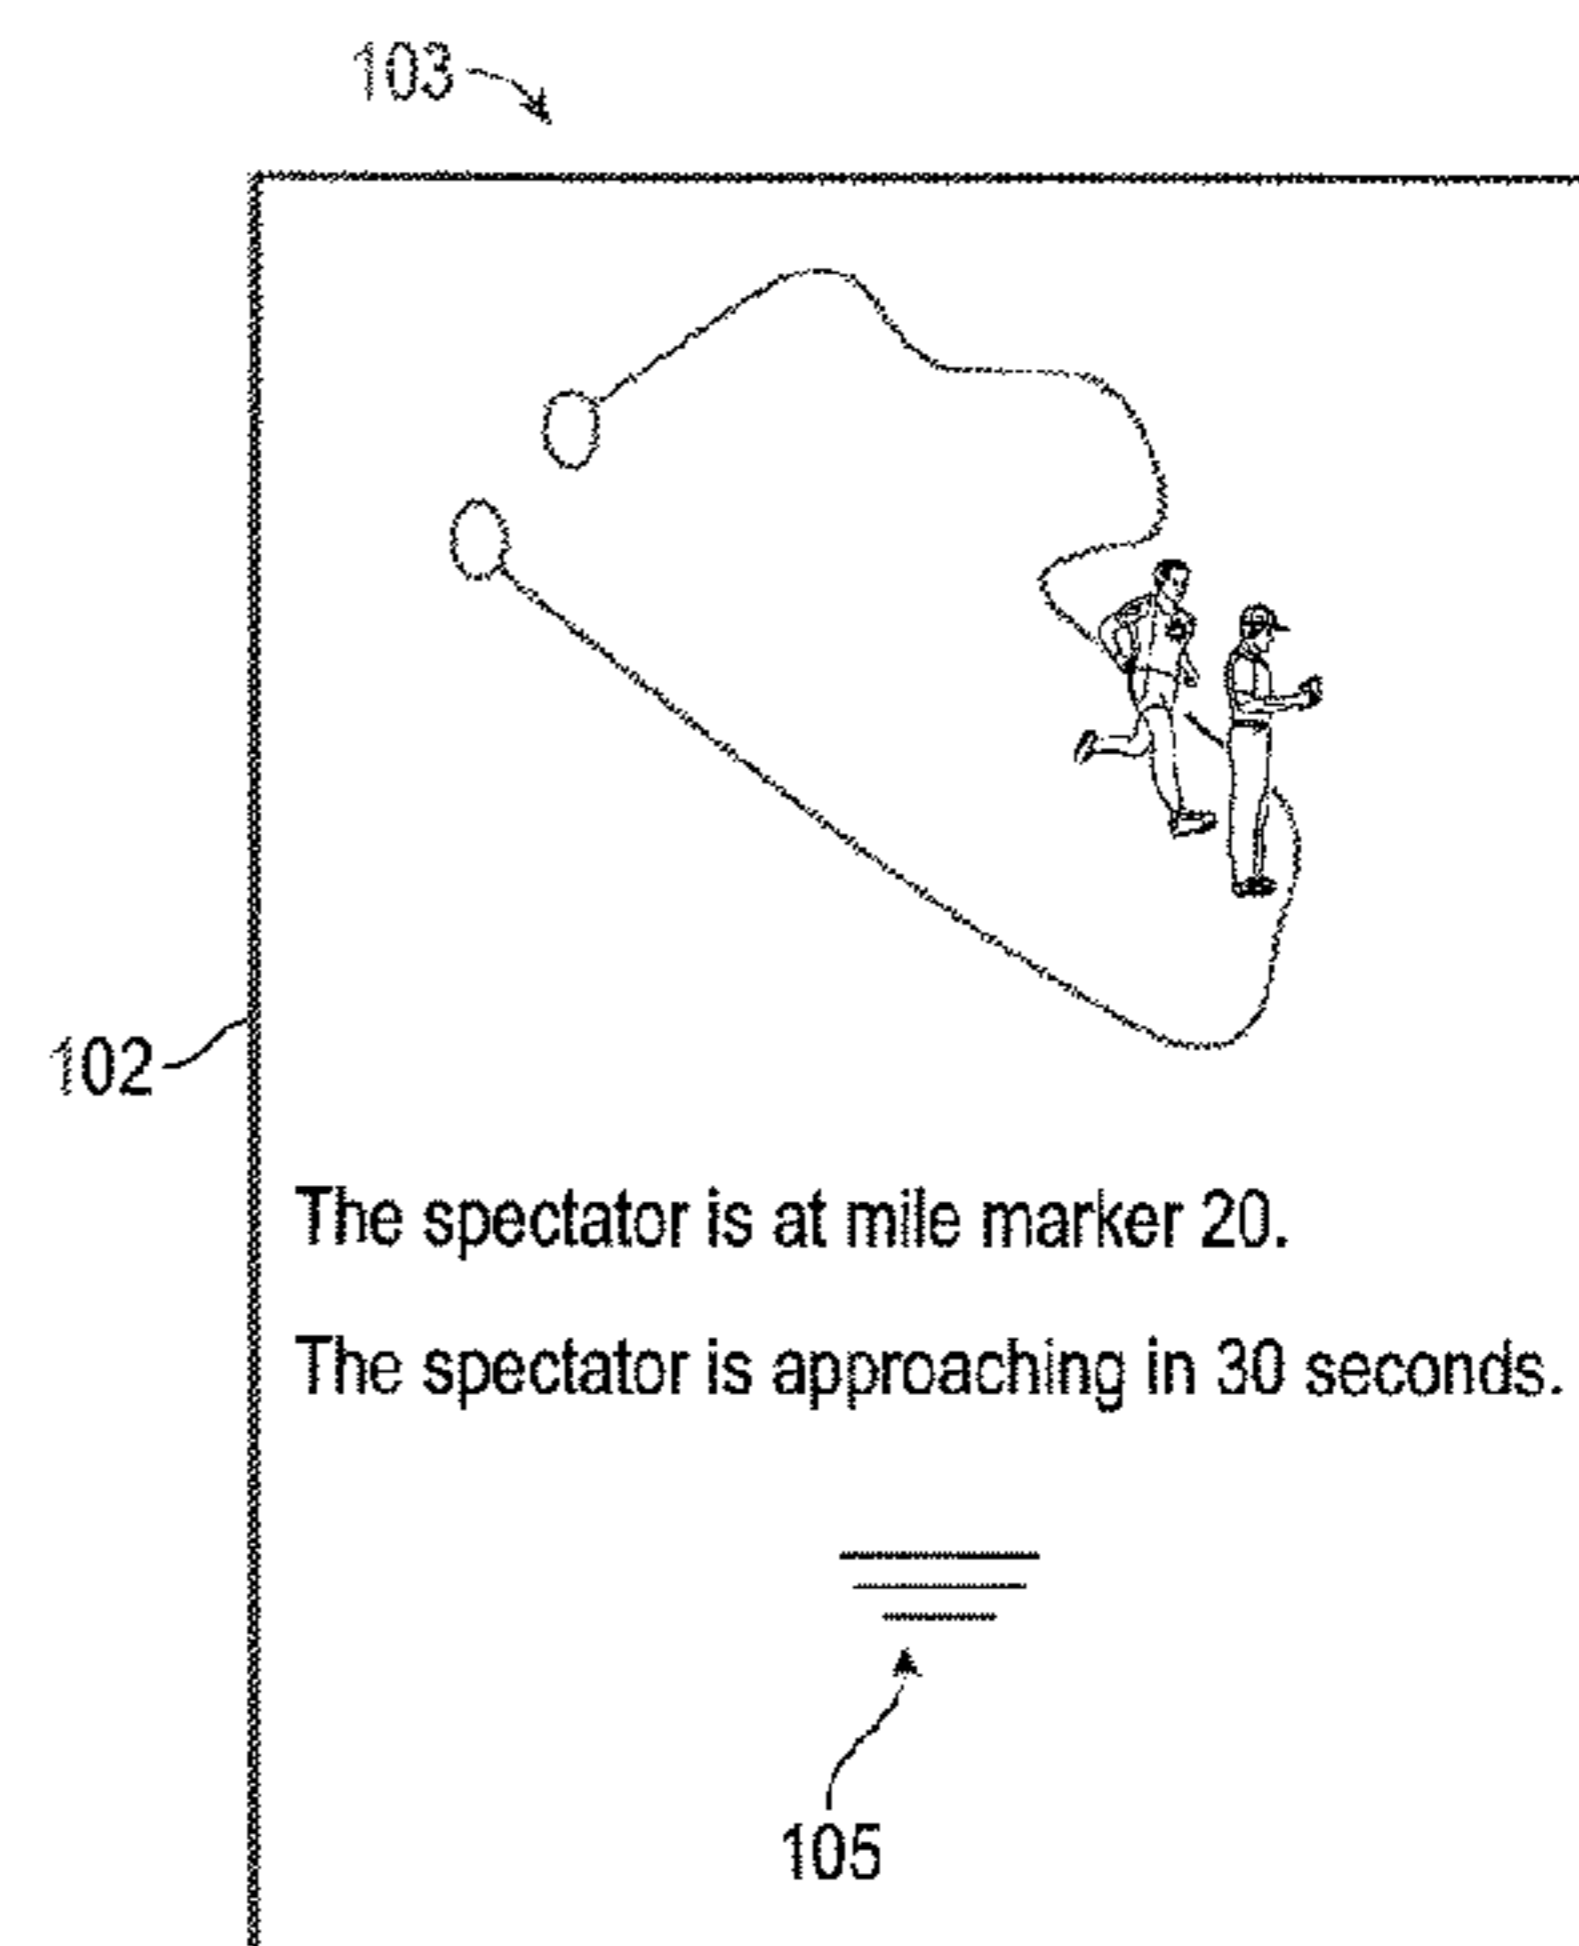 103
102
The spectator is at mile marker 20.
The spectator is approaching in 30 seconds.
105